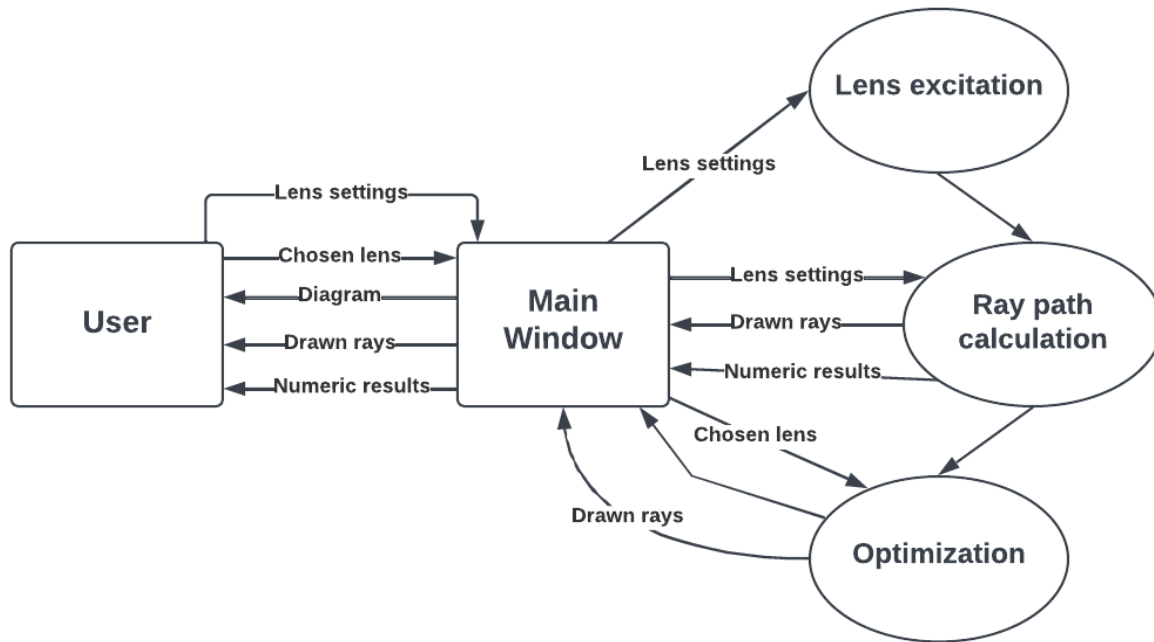 Lens excitation
Lens settings
Lens settings
User
Chosen lens
Diagram
Drawn rays
Numeric results
Main
Window
Lens settings
Drawn rays
Numeric results
Ray path
calculation
Chosen lens
Drawn rays
Optimization